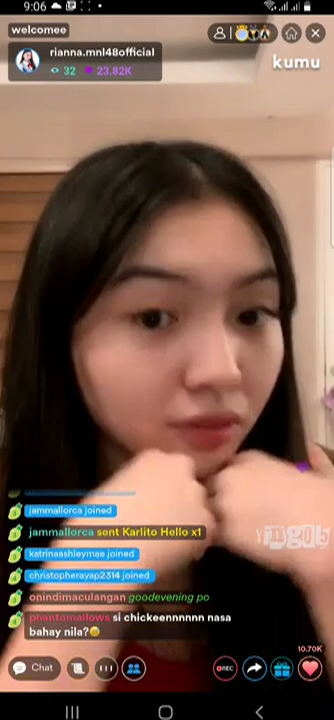 9:06
welcomee
rianna.mnl48official
32 23.82K
kumu
jammallorca joined
jammallorca sent Karlito Hello x1
katrinaashleymae joined
christopherayap2314 joined
onindimaculangan goodevening po
phantomallows si chickeennnnnn nasa
bahay nila?
10.70K
Chat
REC